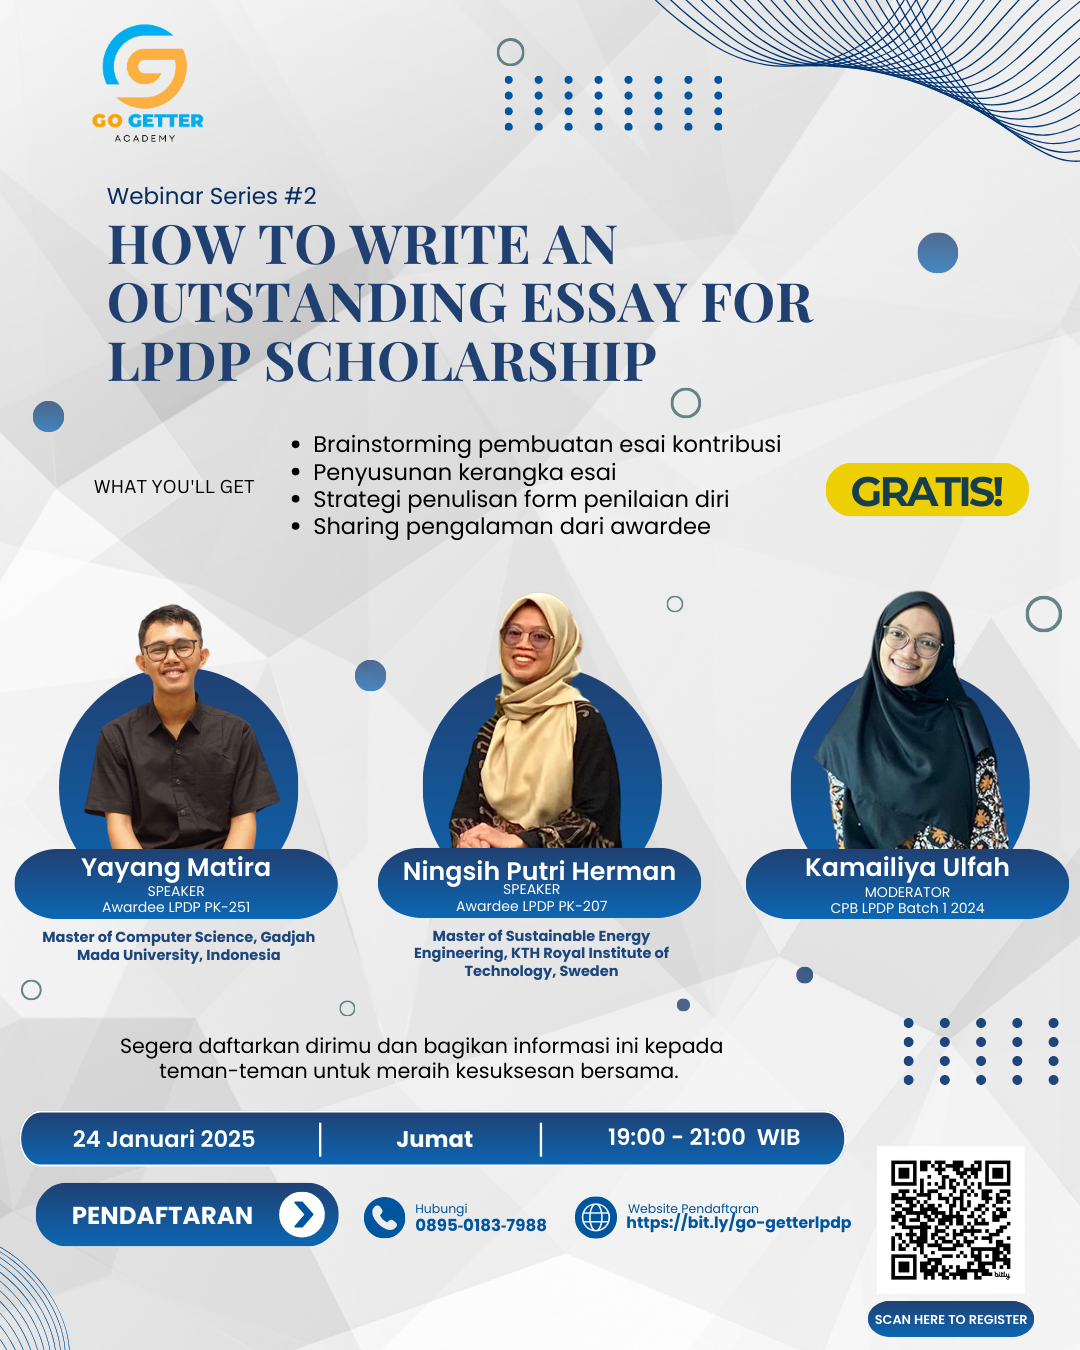 GO GETTER
ACADEMY
Webinar Series #2
HOW TO WRITE AN
OUTSTANDING ESSAY FOR
LPDP SCHOLARSHIP
WHAT YOU'LL GET
• Brainstorming pembuatan esai kontribusi
• Penyusunan kerangka esai
• Strategi penulisan form penilaian diri
• Sharing pengalaman dari awardee
GRATIS!
Yayang Matira
SPEAKER
Awardee LPDP PK-251
Master of Computer Science, Gadjah
Mada University, Indonesia
Ningsih Putri Herman
SPEAKER
Awardee LPDP PK-207
Master of Sustainable Energy
Engineering, KTH Royal Institute of
Technology, Sweden
Kamailiya Ulfah
MODERATOR
CPB LPDP Batch 1 2024
Segera daftarkan dirimu dan bagikan informasi ini kepada
teman-teman untuk meraih kesuksesan bersama.
24 Januari 2025
Jumat
19:00 - 21:00 WIB
PENDAFTARAN
Hubungi
0895-0183-7988
Website Pendaftaran
https://bit.ly/go-getterlpdp
bitly
SCAN HERE TO REGISTER